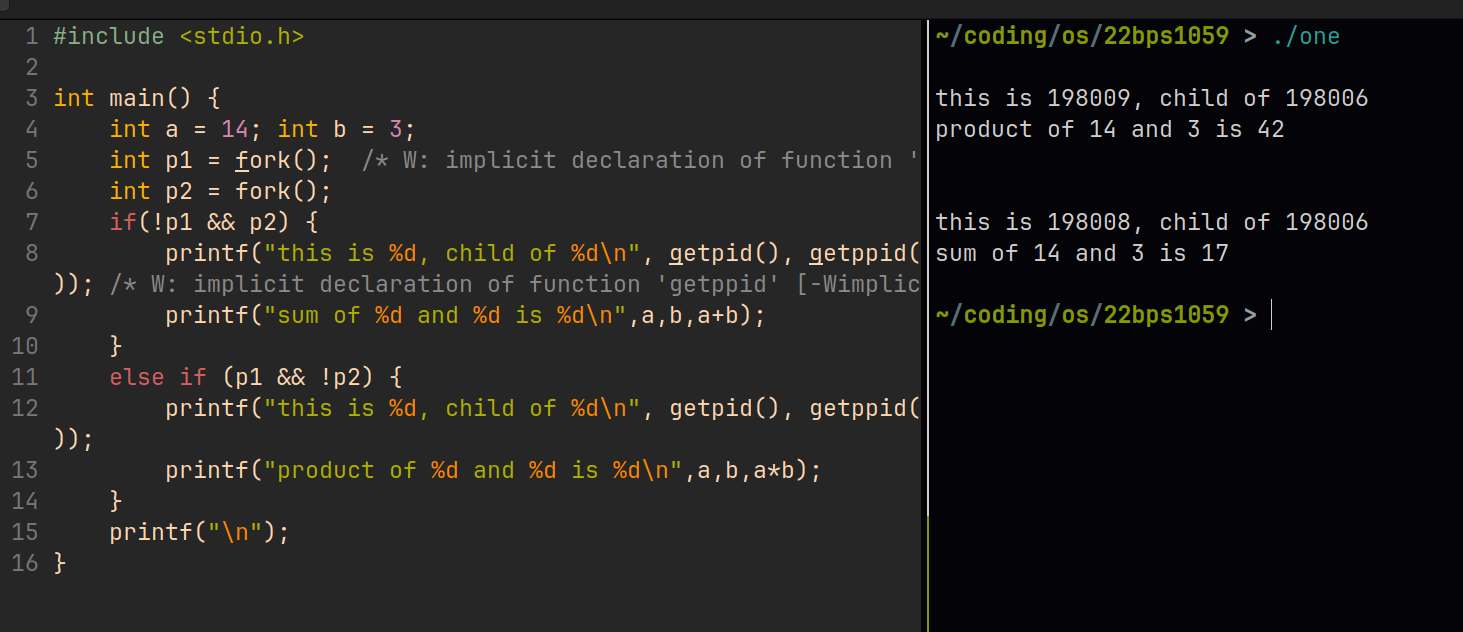 1 #include <stdio.h>
2
3 int main() {
4     int a = 14; int b = 3;
5     int p1 = fork();  /* W: implicit declaration of function '
6     int p2 = fork();
7     if(!p1 && p2) {
8         printf("this is %d, child of %d\n", getpid(), getppid(
)); /* W: implicit declaration of function 'getppid' [-Wimplic
9         printf("sum of %d and %d is %d\n",a,b,a+b);
10     }
11     else if (p1 && !p2) {
12         printf("this is %d, child of %d\n", getpid(), getppid(
));
13         printf("product of %d and %d is %d\n",a,b,a*b);
14     }
15     printf("\n");
16 }
~/coding/os/22bps1059 > ./one
this is 198009, child of 198006
product of 14 and 3 is 42
this is 198008, child of 198006
sum of 14 and 3 is 17
~/coding/os/22bps1059 >